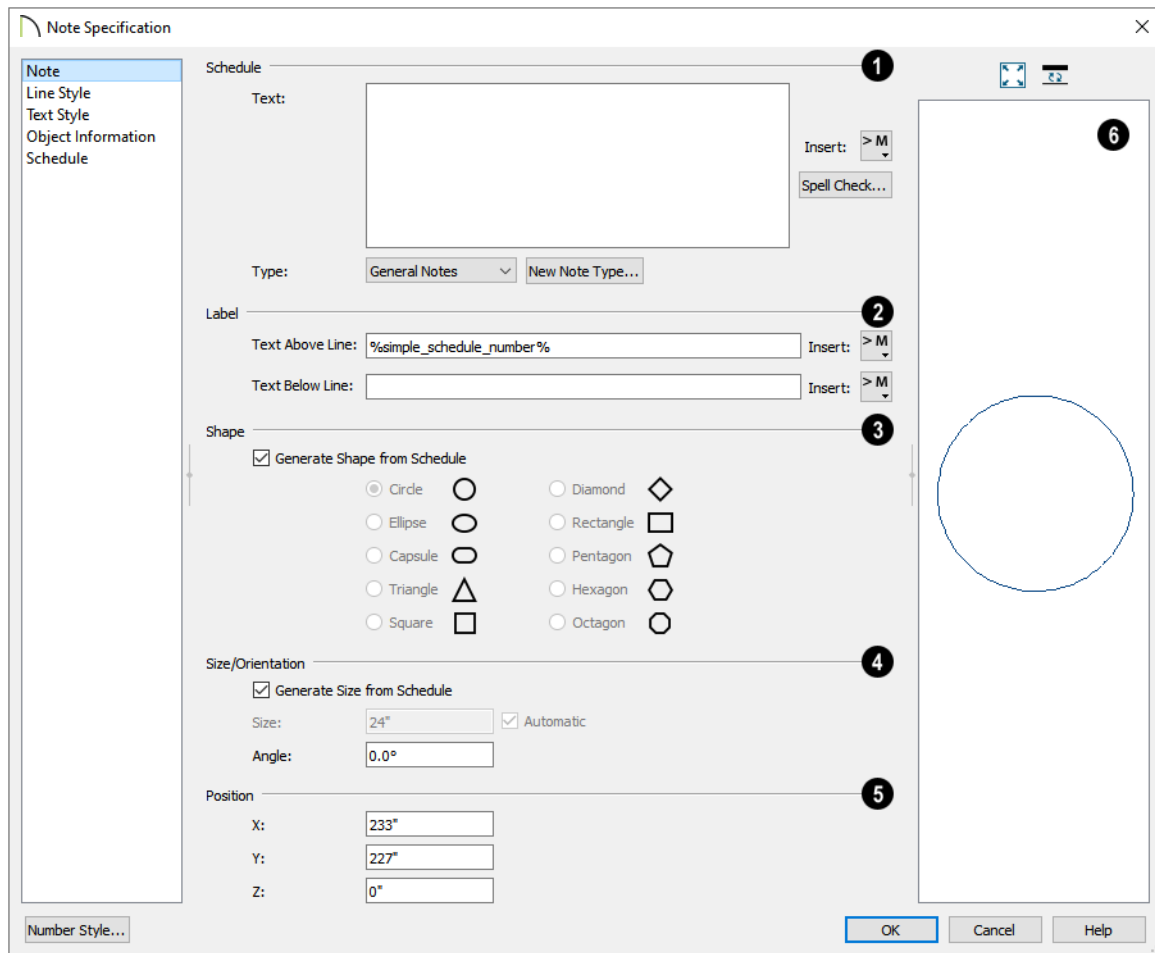 Note Specification
Note
Line Style
Text Style
Object Information
Schedule
Schedule 1
Text:
Insert: > M
Spell Check...
Type: General Notes New Note Type...
Label 2
Text Above Line: %simple_schedule_number% Insert: > M
Text Below Line: Insert: > M
Shape 3
Generate Shape from Schedule
Circle Diamond
Ellipse Rectangle
Capsule Pentagon
Triangle Hexagon
Square Octagon
Size/Orientation 4
Generate Size from Schedule
Size: 24" Automatic
Angle: 0.0°
Position 5
X: 233"
Y: 227"
Z: 0"
6
Number Style... OK Cancel Help